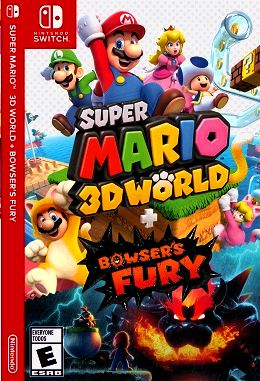 SUPER MARIO™ 3D WORLD + BOWSER'S FURY
NINTENDO
SWITCH
SUPER
MARIO
3D WORLD
+
BOWSER'S
FURY
EVERYONE
TODOS
E
ESRB
Nintendo